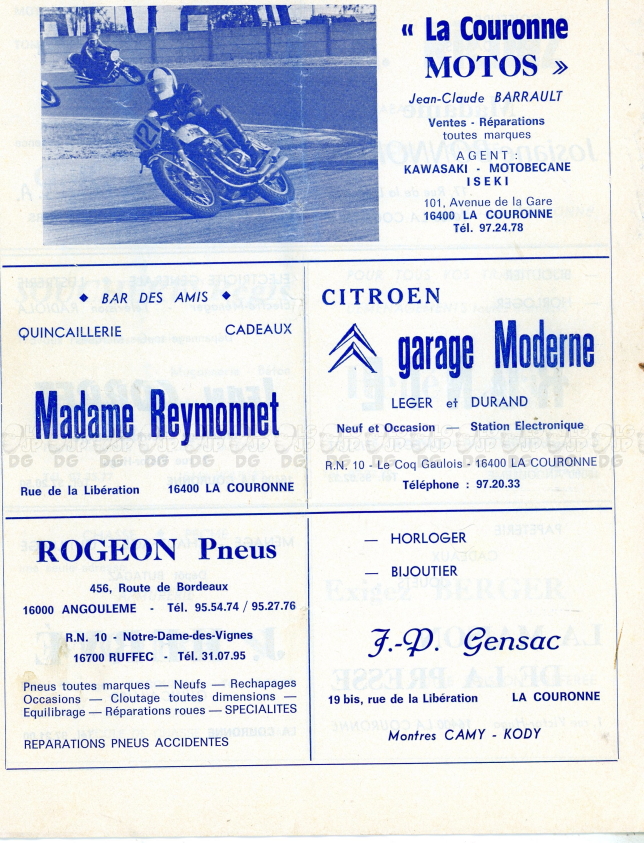 « La Couronne
MOTOS »
Jean-Claude BARRAULT
Ventes - Réparations
toutes marques
AGENT :
KAWASAKI - MOTOBECANE
ISEKI
101, Avenue de la Gare
16400 LA COURONNE
Tél. 97.24.78
12
◆ BAR DES AMIS ◆
QUINCAILLERIE CADEAUX
Madame Reymonnet
Rue de la Libération 16400 LA COURONNE
CITROEN
garage Moderne
LEGER et DURAND
Neuf et Occasion — Station Electronique
R.N. 10 - Le Coq Gaulois - 16400 LA COURONNE
Téléphone : 97.20.33
ROGEON Pneus
456, Route de Bordeaux
16000 ANGOULEME - Tél. 95.54.74 / 95.27.76
R.N. 10 - Notre-Dame-des-Vignes
16700 RUFFEC - Tél. 31.07.95
Pneus toutes marques — Neufs — Rechapages
Occasions — Cloutage toutes dimensions —
Equilibrage — Réparations roues — SPECIALITES
REPARATIONS PNEUS ACCIDENTES
— HORLOGER
— BIJOUTIER
J.-P. Gensac
19 bis, rue de la Libération LA COURONNE
Montres CAMY - KODY